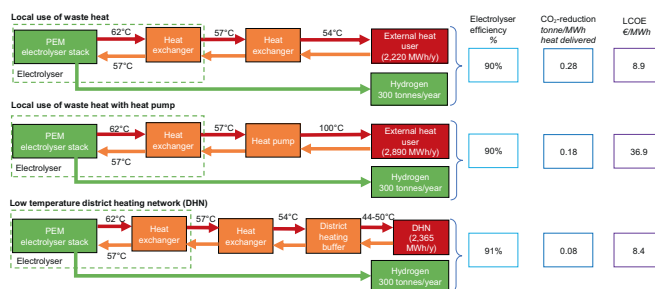 Local use of waste heat
Electrolyser
efficiency
%
CO₂-reduction
tonne/MWh
heat delivered
LCOE
€/MWh
PEM
electrolyser stack
62°C
57°C
Heat
exchanger
57°C
Heat
exchanger
54°C
External heat
user
(2,220 MWh/y)
Electrolyser
Hydrogen
300 tonnes/year
90%
0.28
8.9
Local use of waste heat with heat pump
PEM
electrolyser stack
62°C
57°C
Heat
exchanger
57°C
Heat pump
100°C
External heat
user
(2,890 MWh/y)
Hydrogen
300 tonnes/year
90%
0.18
36.9
Low temperature district heating network (DHN)
PEM
electrolyser stack
62°C
57°C
Heat
exchanger
57°C
Heat
exchanger
54°C
District
heating
buffer
44-50°C
DHN
(2,365
MWh/y)
Electrolyser
Hydrogen
300 tonnes/year
91%
0.08
8.4